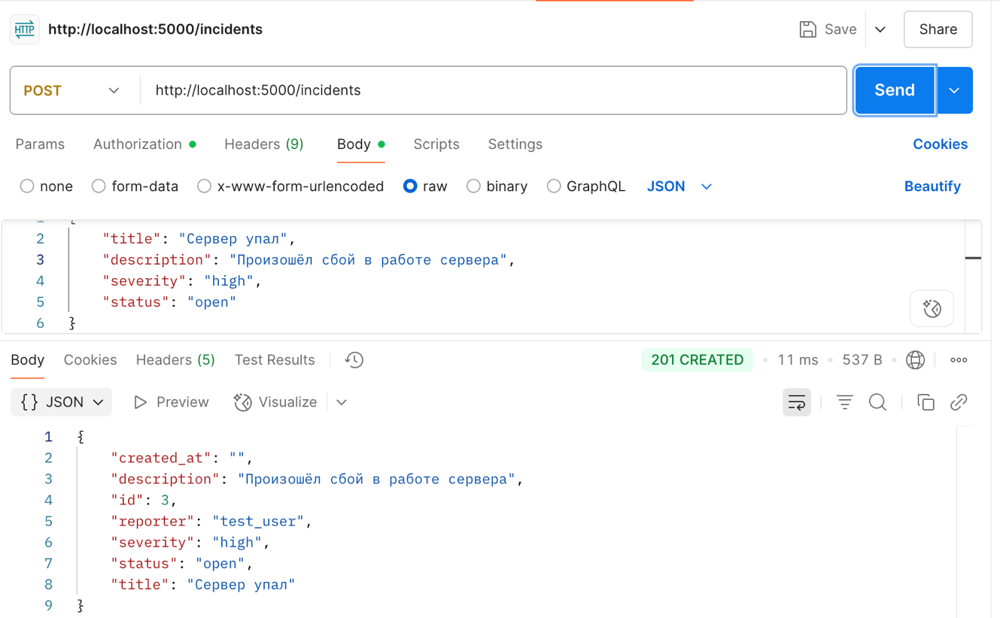 HTTP http://localhost:5000/incidents Save Share
POST http://localhost:5000/incidents Send
Params Authorization Headers (9) Body Scripts Settings Cookies
none form-data x-www-form-urlencoded raw binary GraphQL JSON Beautify
1 {
2 "title": "Сервер упал",
3 "description": "Произошёл сбой в работе сервера",
4 "severity": "high",
5 "status": "open"
6 }
Body Cookies Headers (5) Test Results 201 CREATED • 11 ms • 537 B •
{} JSON Preview Visualize
1 {
2 "created_at": "",
3 "description": "Произошёл сбой в работе сервера",
4 "id": 3,
5 "reporter": "test_user",
6 "severity": "high",
7 "status": "open",
8 "title": "Сервер упал"
9 }